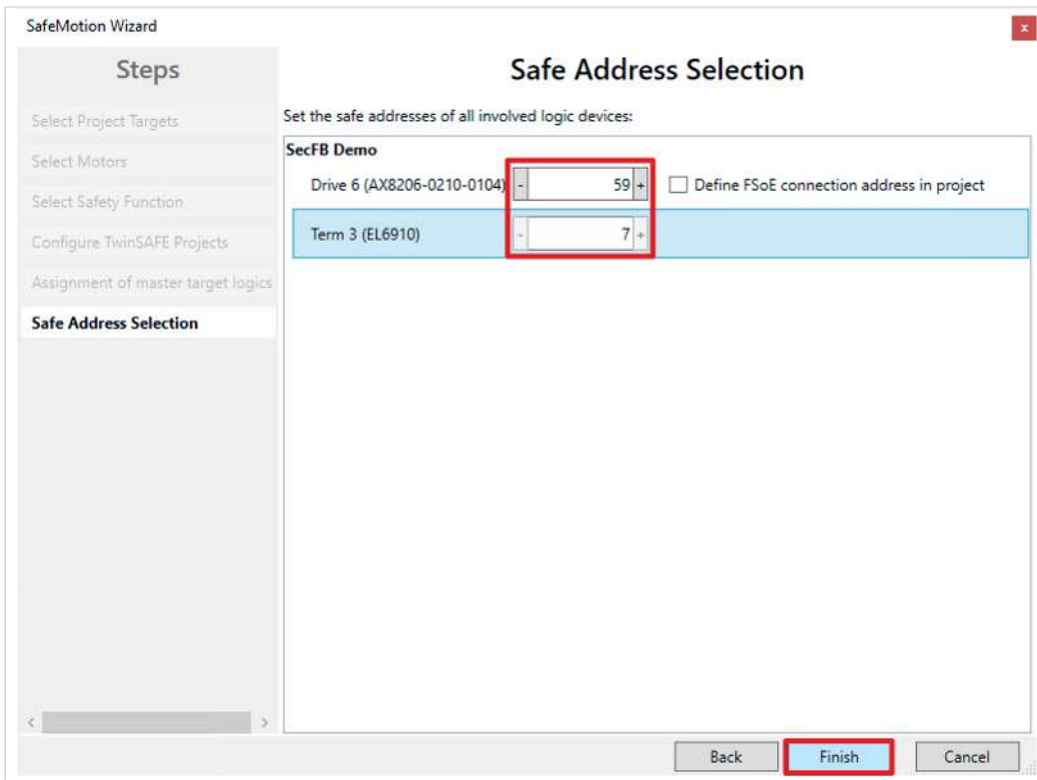 SafeMotion Wizard
x
Steps
Safe Address Selection
Select Project Targets
Select Motors
Select Safety Function
Configure TwinSAFE Projects
Assignment of master target logics
Safe Address Selection
Set the safe addresses of all involved logic devices:
SecFB Demo
Drive 6 (AX8206-0210-0104) - 59 + Define FSoE connection address in project
Term 3 (EL6910) - 7 +
< >
Back Finish Cancel